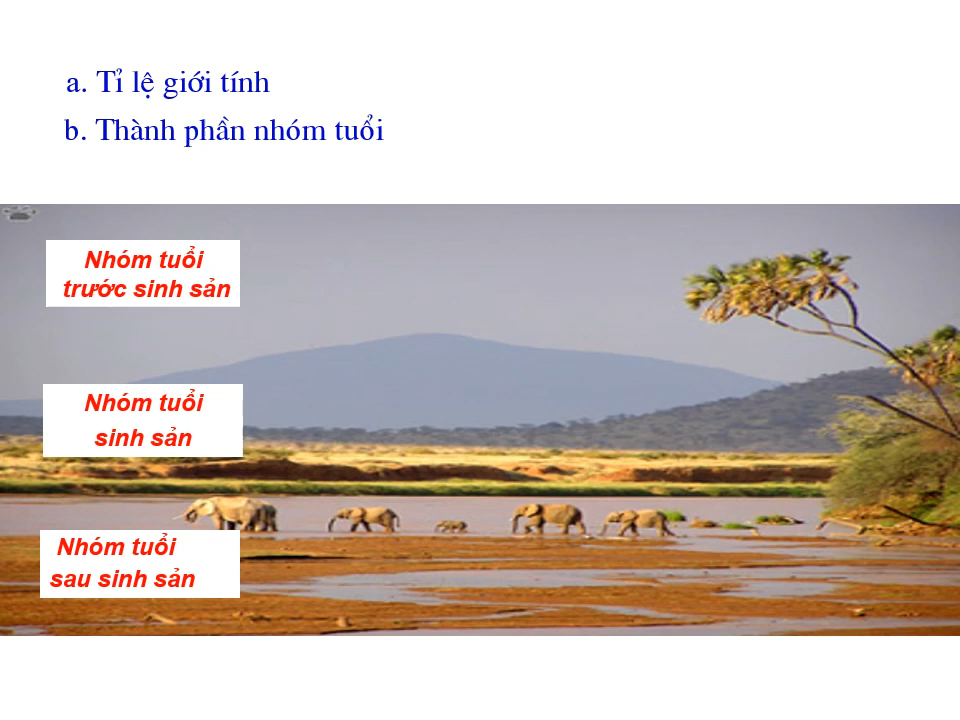 a. Tỉ lệ giới tính
b. Thành phần nhóm tuổi
Nhóm tuổi
trước sinh sản
Nhóm tuổi
sinh sản
Nhóm tuổi
sau sinh sản